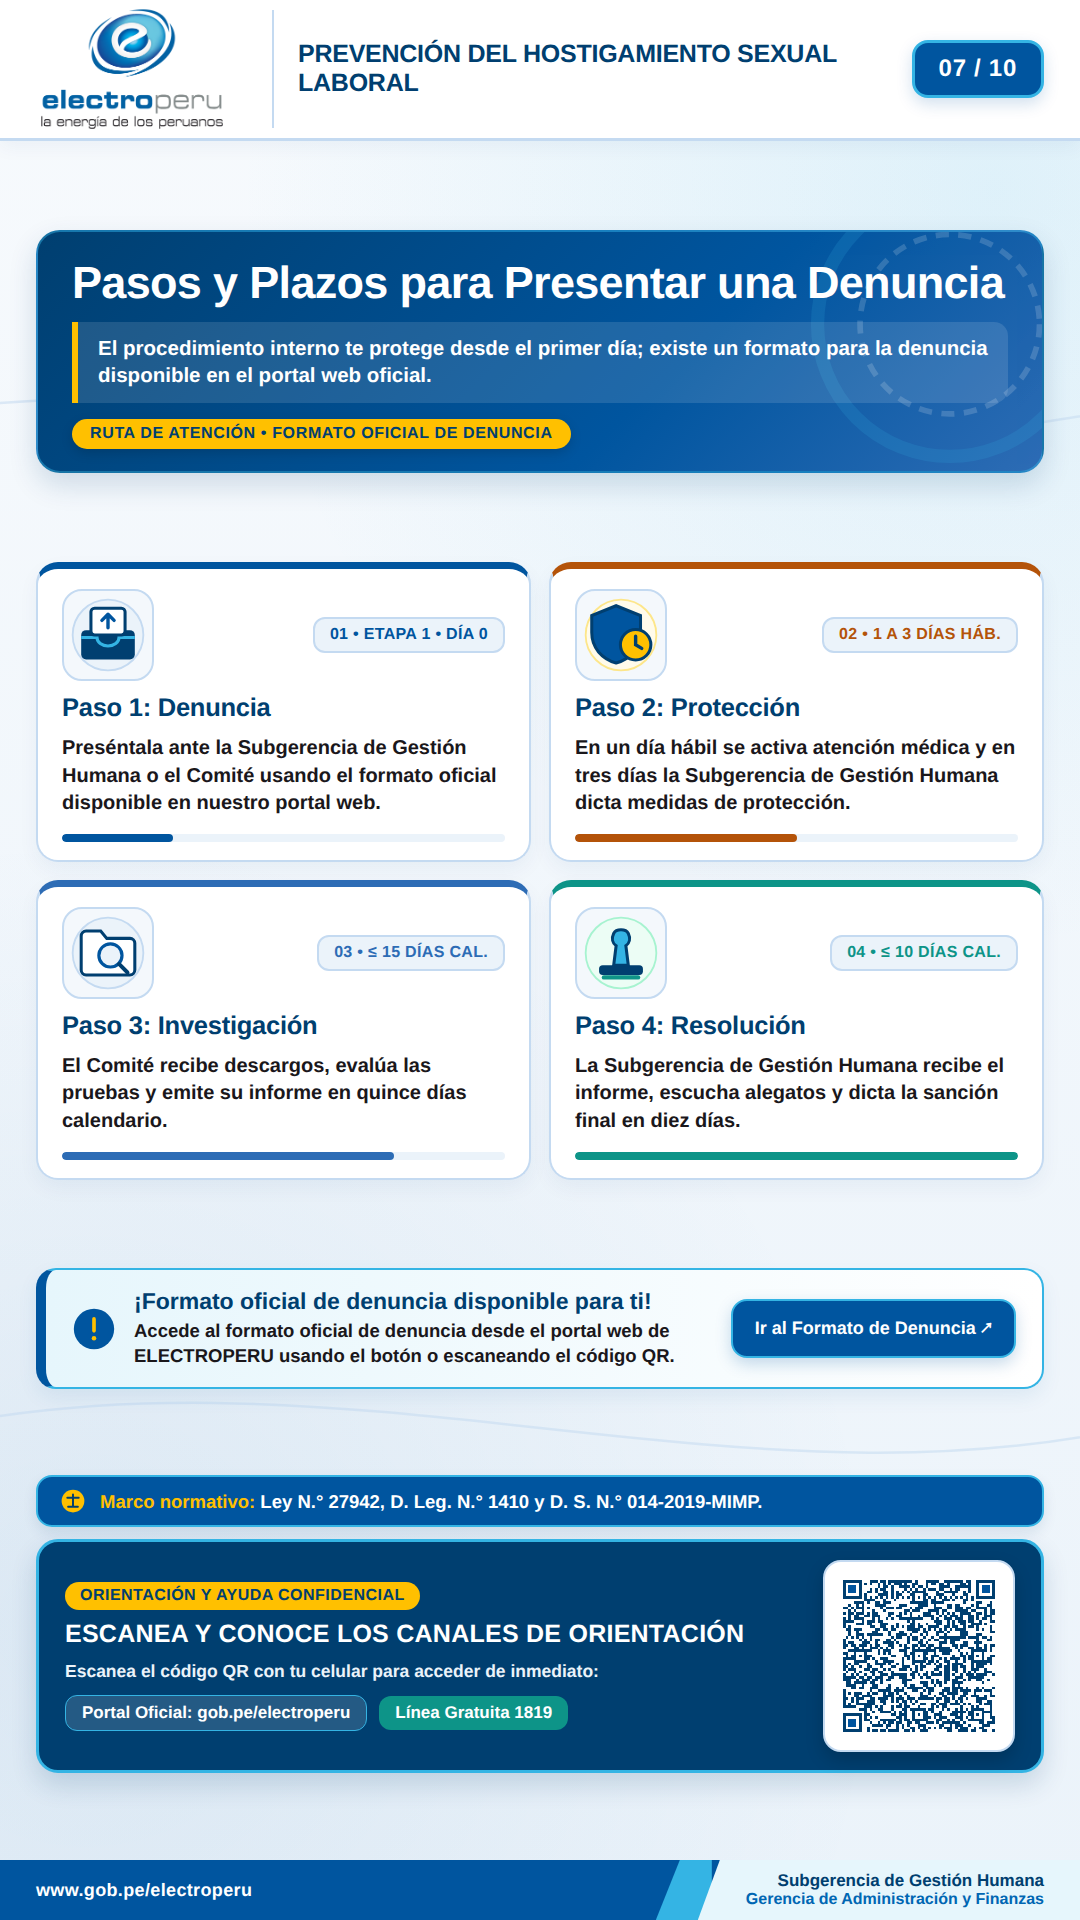 electroperu
la energía de los peruanos
PREVENCIÓN DEL HOSTIGAMIENTO SEXUAL
LABORAL
07 / 10
Pasos y Plazos para Presentar una Denuncia
El procedimiento interno te protege desde el primer día; existe un formato para la denuncia
disponible en el portal web oficial.
RUTA DE ATENCIÓN • FORMATO OFICIAL DE DENUNCIA
01 • ETAPA 1 • DÍA 0
Paso 1: Denuncia
Preséntala ante la Subgerencia de Gestión
Humana o el Comité usando el formato oficial
disponible en nuestro portal web.
02 • 1 A 3 DÍAS HÁB.
Paso 2: Protección
En un día hábil se activa atención médica y en
tres días la Subgerencia de Gestión Humana
dicta medidas de protección.
03 • ≤ 15 DÍAS CAL.
Paso 3: Investigación
El Comité recibe descargos, evalúa las
pruebas y emite su informe en quince días
calendario.
04 • ≤ 10 DÍAS CAL.
Paso 4: Resolución
La Subgerencia de Gestión Humana recibe el
informe, escucha alegatos y dicta la sanción
final en diez días.
¡Formato oficial de denuncia disponible para ti!
Accede al formato oficial de denuncia desde el portal web de
ELECTROPERU usando el botón o escaneando el código QR.
Ir al Formato de Denuncia ↗
Marco normativo: Ley N.° 27942, D. Leg. N.° 1410 y D. S. N.° 014-2019-MIMP.
ORIENTACIÓN Y AYUDA CONFIDENCIAL
ESCANEA Y CONOCE LOS CANALES DE ORIENTACIÓN
Escanea el código QR con tu celular para acceder de inmediato:
Portal Oficial: gob.pe/electroperu
Línea Gratuita 1819
www.gob.pe/electroperu
Subgerencia de Gestión Humana
Gerencia de Administración y Finanzas